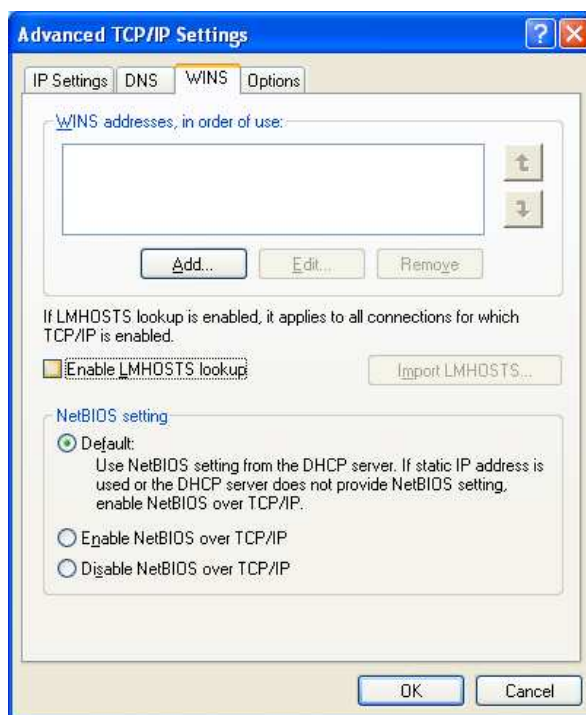 Advanced TCP/IP Settings
IP Settings DNS WINS Options
WINS addresses, in order of use:
Add... Edit... Remove
If LMHOSTS lookup is enabled, it applies to all connections for which
TCP/IP is enabled.
Enable LMHOSTS lookup Import LMHOSTS...
NetBIOS setting
Default:
Use NetBIOS setting from the DHCP server. If static IP address is
used or the DHCP server does not provide NetBIOS setting,
enable NetBIOS over TCP/IP.
Enable NetBIOS over TCP/IP
Disable NetBIOS over TCP/IP
OK Cancel